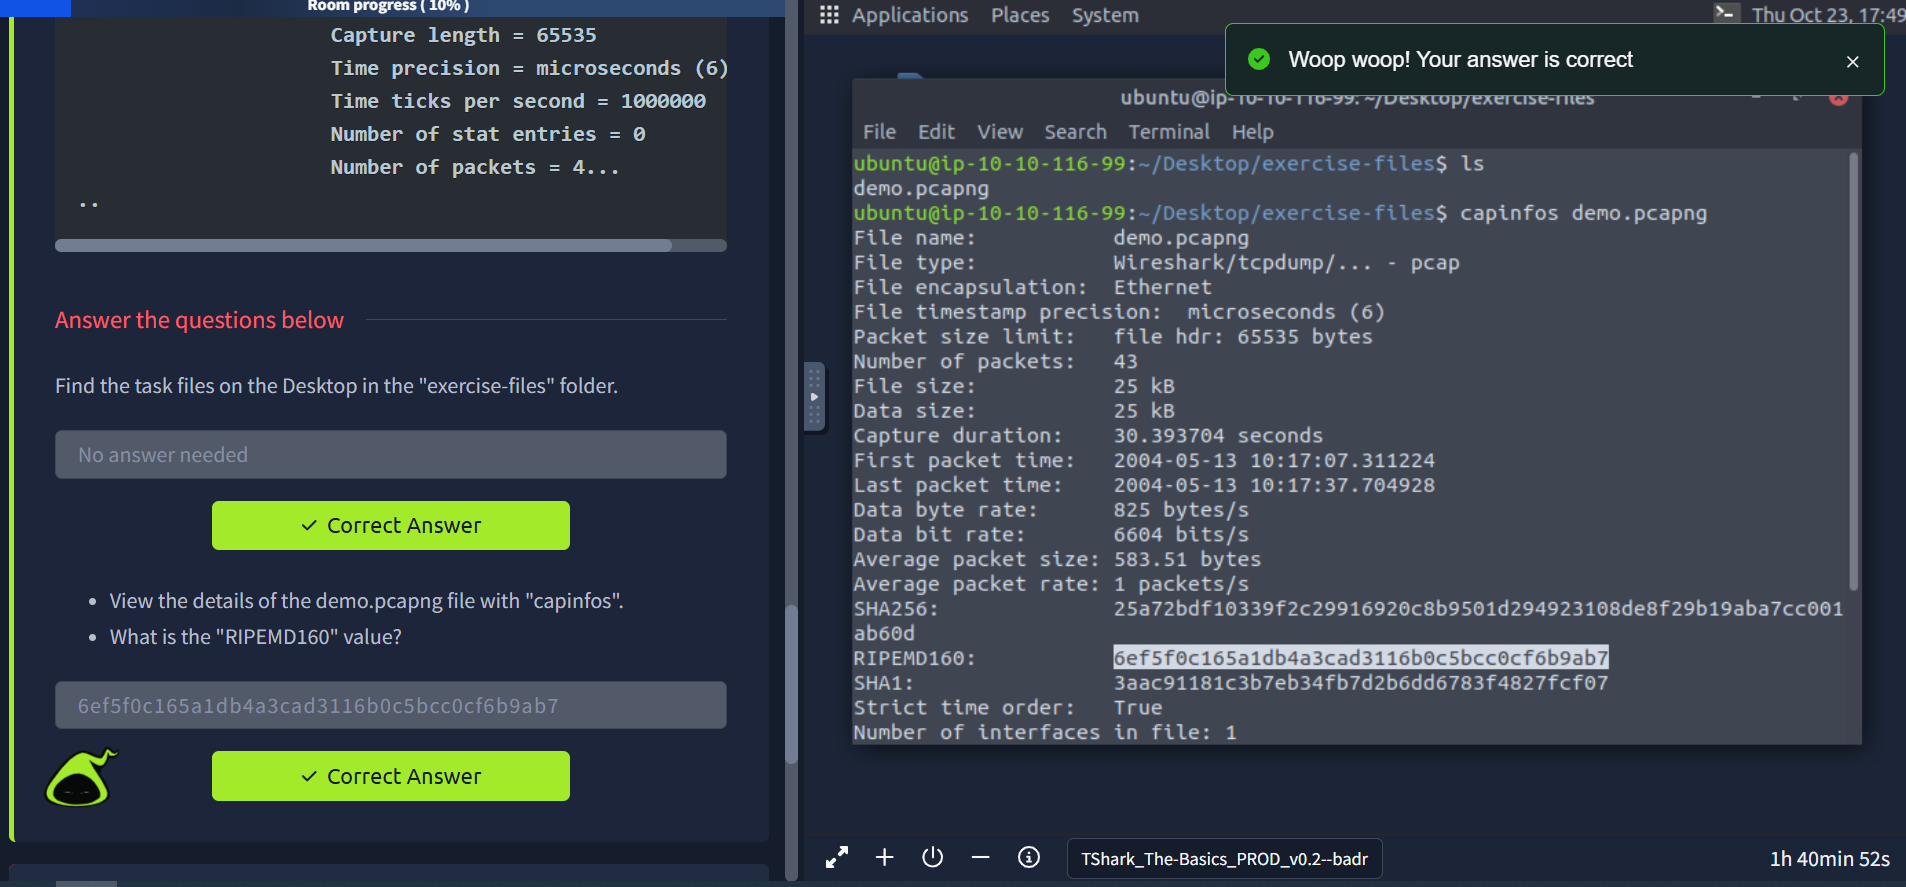 Room progress ( 10% )
Capture length = 65535
Time precision = microseconds (6)
Time ticks per second = 1000000
Number of stat entries = 0
Number of packets = 4...
..
Answer the questions below
Find the task files on the Desktop in the "exercise-files" folder.
No answer needed
✓ Correct Answer
• View the details of the demo.pcapng file with "capinfos".
• What is the "RIPEMD160" value?
6ef5f0c165a1db4a3cad3116b0c5bcc0cf6b9ab7
✓ Correct Answer
Applications Places System
Thu Oct 23, 17:49
Woop woop! Your answer is correct
ubuntu@ip-10-10-116-99: ~/Desktop/exercise-files
File Edit View Search Terminal Help
ubuntu@ip-10-10-116-99:~/Desktop/exercise-files$ ls
demo.pcapng
ubuntu@ip-10-10-116-99:~/Desktop/exercise-files$ capinfos demo.pcapng
File name: demo.pcapng
File type: Wireshark/tcpdump/... - pcap
File encapsulation: Ethernet
File timestamp precision: microseconds (6)
Packet size limit: file hdr: 65535 bytes
Number of packets: 43
File size: 25 kB
Data size: 25 kB
Capture duration: 30.393704 seconds
First packet time: 2004-05-13 10:17:07.311224
Last packet time: 2004-05-13 10:17:37.704928
Data byte rate: 825 bytes/s
Data bit rate: 6604 bits/s
Average packet size: 583.51 bytes
Average packet rate: 1 packets/s
SHA256: 25a72bdf10339f2c29916920c8b9501d294923108de8f29b19aba7cc001
ab60d
RIPEMD160: 6ef5f0c165a1db4a3cad3116b0c5bcc0cf6b9ab7
SHA1: 3aac91181c3b7eb34fb7d2b6dd6783f4827fcf07
Strict time order: True
Number of interfaces in file: 1
TShark_The-Basics_PROD_v0.2--badr
1h 40min 52s